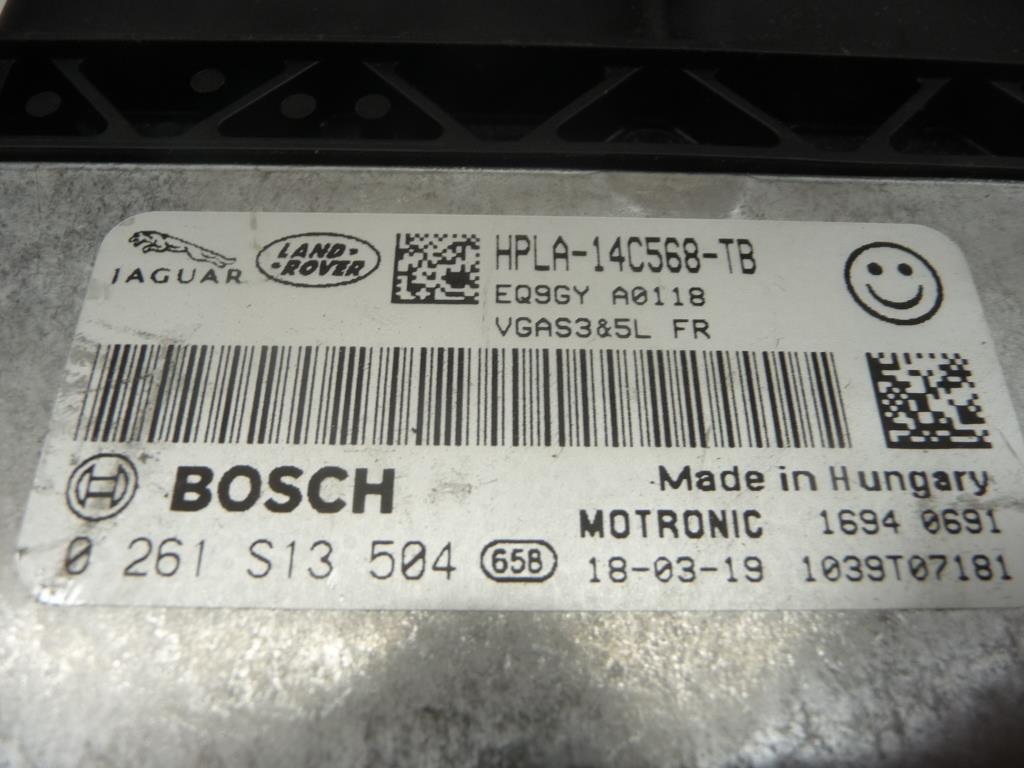 JAGUAR
LAND-
-ROVER
HPLA-14C568-TB
EQ9GY A0118
VGAS3&5L FR
BOSCH
Made in Hungary
MOTRONIC 1694 0691
0 261 S13 504 65B 18-03-19 1039T07181